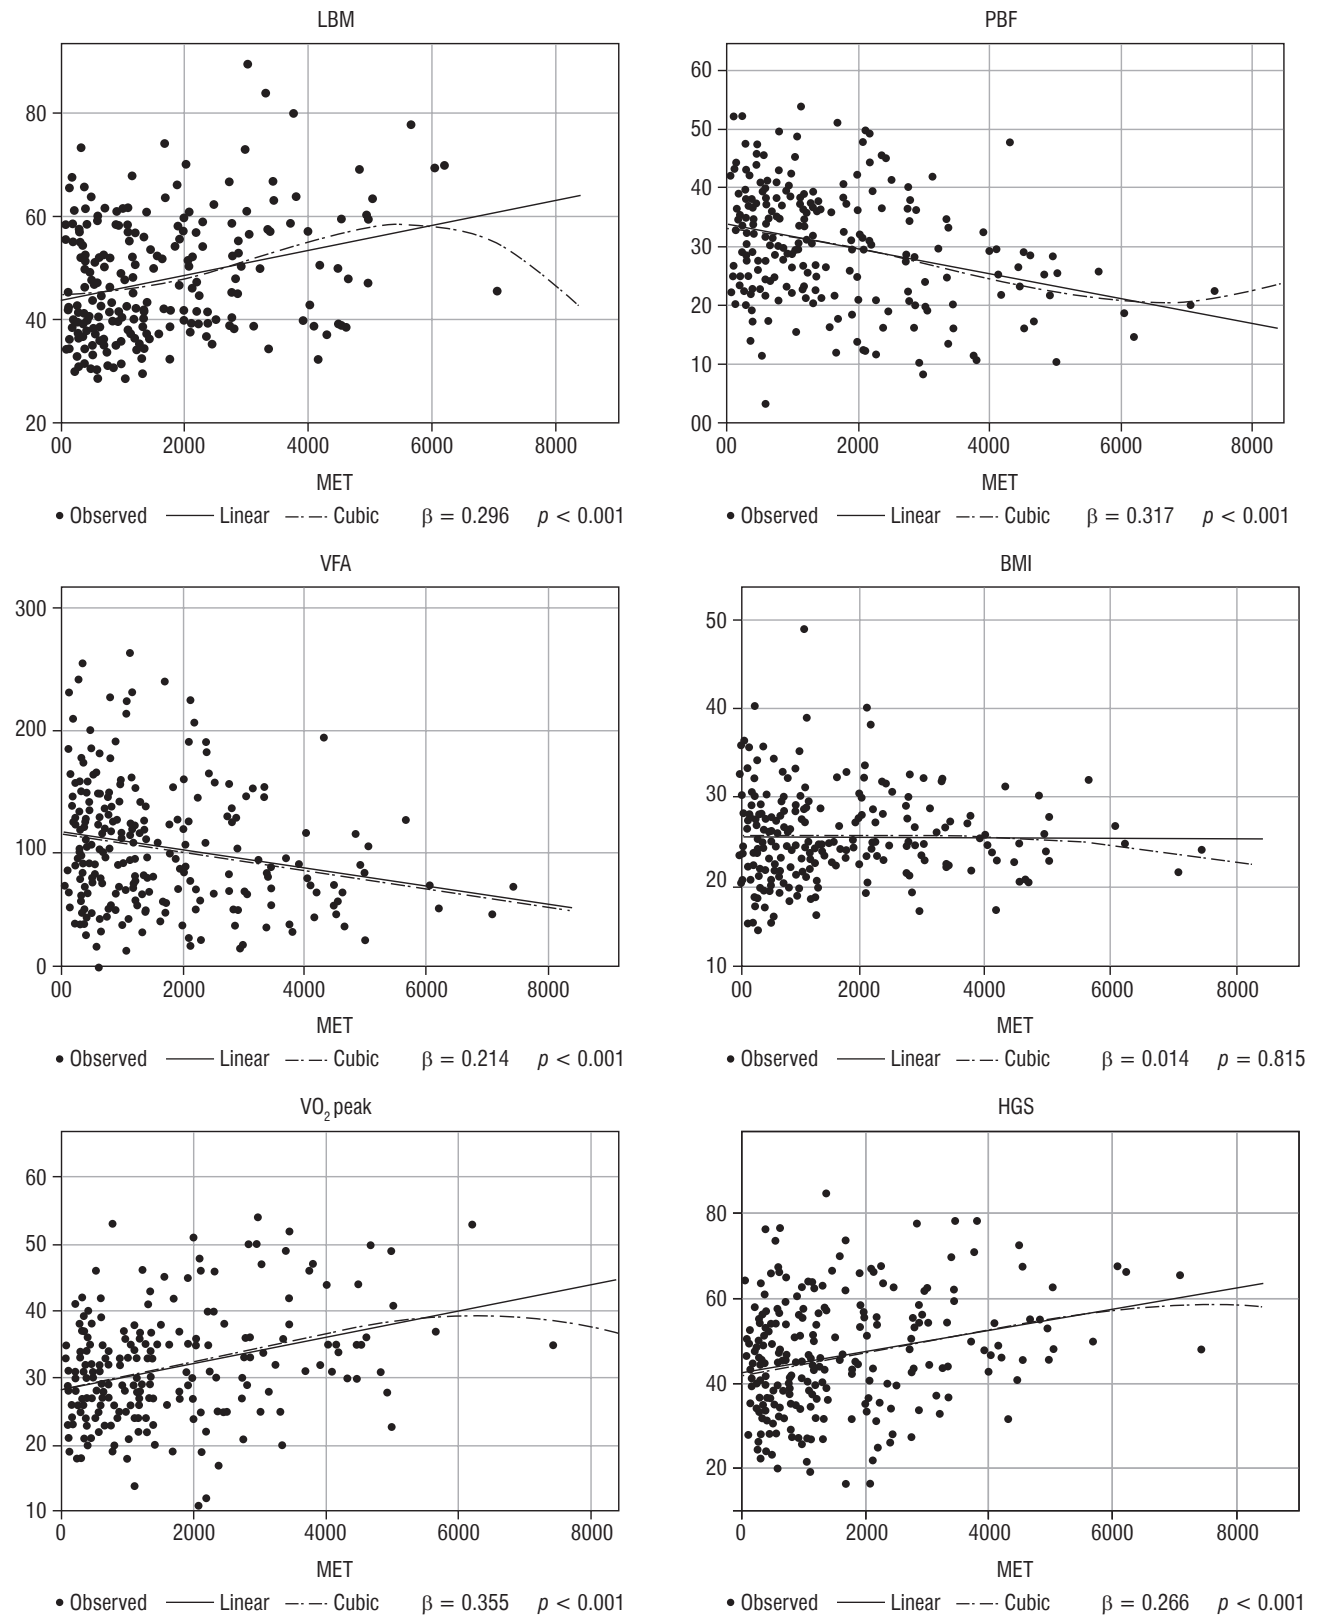 LBM
80
60
40
20
00 2000 4000 6000 8000
MET
● Observed —— Linear –·–·– Cubic β = 0.296 p < 0.001
PBF
60
50
40
30
20
10
00
00 2000 4000 6000 8000
MET
● Observed —— Linear –·–·– Cubic β = 0.317 p < 0.001
VFA
300
200
100
0
00 2000 4000 6000 8000
MET
● Observed —— Linear –·–·– Cubic β = 0.214 p < 0.001
BMI
50
40
30
20
10
00 2000 4000 6000 8000
MET
● Observed —— Linear –·–·– Cubic β = 0.014 p = 0.815
VO₂ peak
60
50
40
30
20
10
0 2000 4000 6000 8000
MET
● Observed —— Linear –·–·– Cubic β = 0.355 p < 0.001
HGS
80
60
40
20
0 2000 4000 6000 8000
MET
● Observed —— Linear –·–·– Cubic β = 0.266 p < 0.001